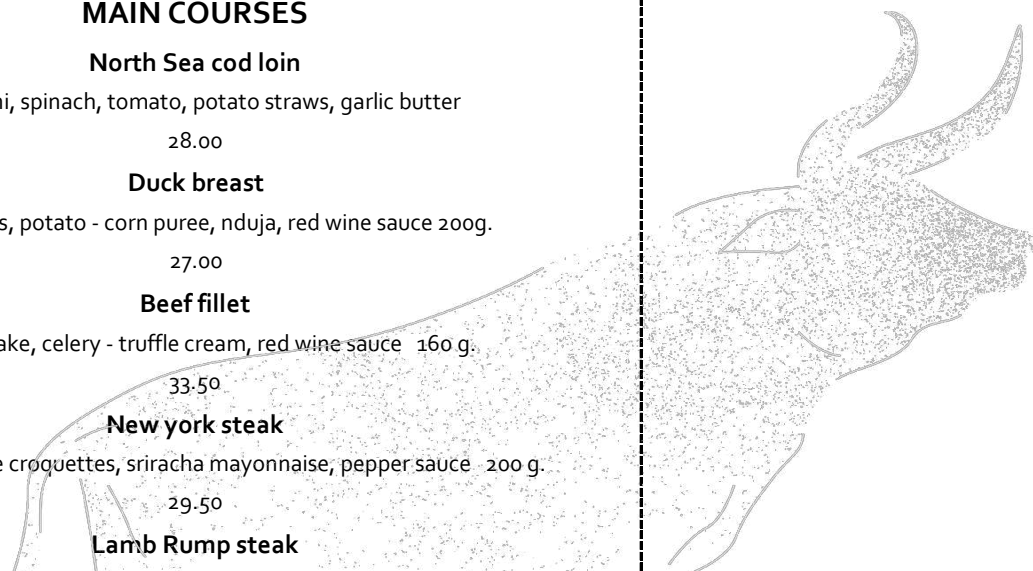 MAIN COURSES
North Sea cod loin
spinach, tomato, potato straws, garlic butter
28.00
Duck breast
potato - corn puree, nduja, red wine sauce 200g.
27.00
Beef fillet
celery - truffle cream, red wine sauce 160 g.
33.50
New york steak
croquettes, sriracha mayonnaise, pepper sauce 200 g.
29.50
Lamb Rump steak